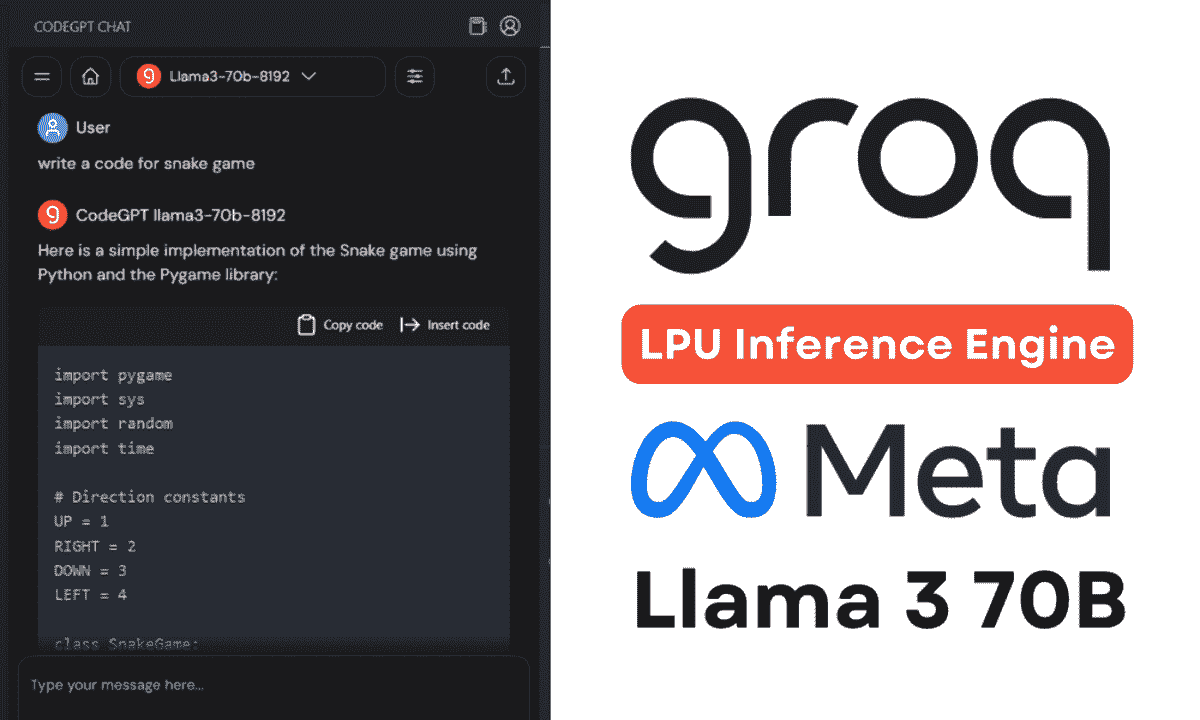 CODEGPT CHAT
Llama3-70b-8192
User
write a code for snake game
CodeGPT llama3-70b-8192
Here is a simple implementation of the Snake game using
Python and the Pygame library:
Copy code
Insert code
import pygame
import sys
import random
import time
# Direction constants
UP = 1
RIGHT = 2
DOWN = 3
LEFT = 4
class SnakeGame:
Type your message here...
groq
LPU Inference Engine
Meta
Llama 3 70B